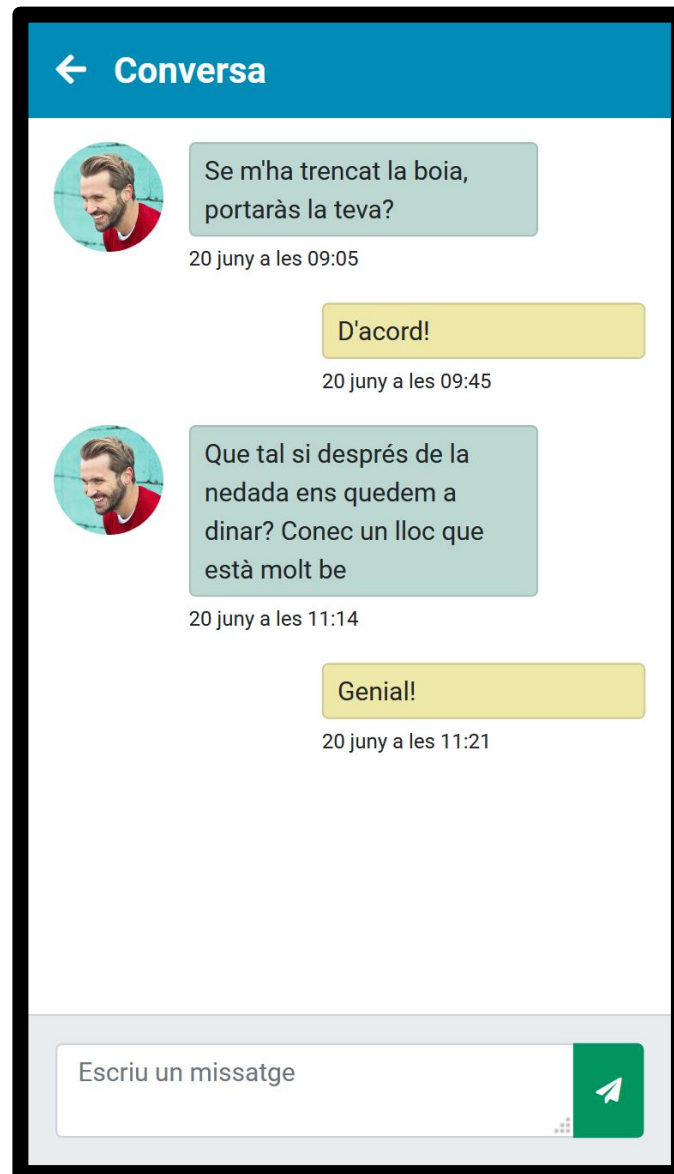 Conversa
Se m'ha trencat la boia,
portaràs la teva?
20 juny a les 09:05
D'acord!
20 juny a les 09:45
Que tal si després de la
nedada ens quedem a
dinar? Conec un lloc que
està molt be
20 juny a les 11:14
Genial!
20 juny a les 11:21
Escriu un missatge